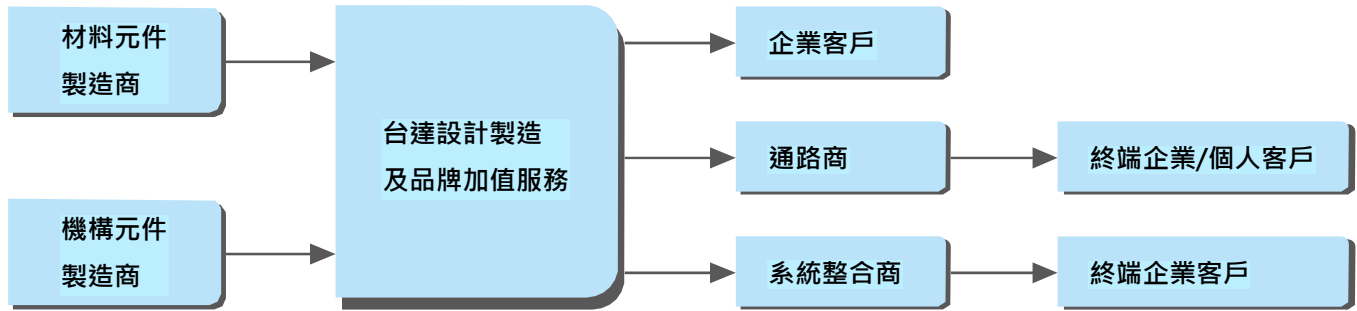 材料元件
製造商
機構元件
製造商
台達設計製造
及品牌加值服務
企業客戶
通路商
終端企業/個人客戶
系統整合商
終端企業客戶